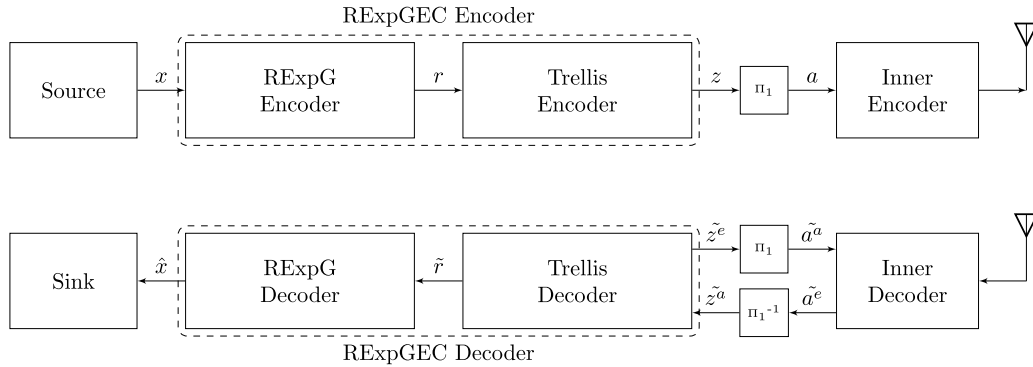 RExpGEC Encoder
Source
x
RExpG
Encoder
r
Trellis
Encoder
z
π₁
a
Inner
Encoder
Sink
x̂
RExpG
Decoder
r̃
Trellis
Decoder
z̃ᵉ
π₁
ãᵃ
z̃ᵃ
π₁⁻¹
ãᵉ
Inner
Decoder
RExpGEC Decoder